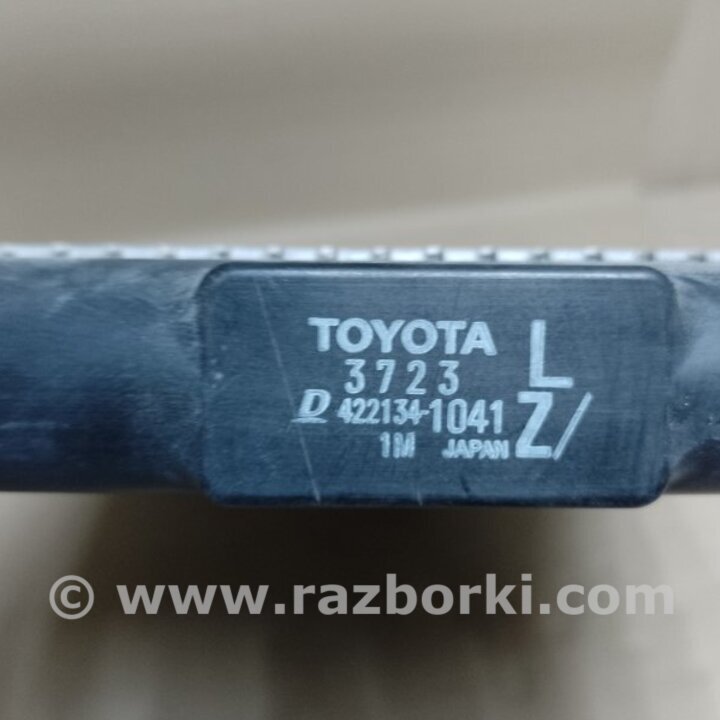 TOYOTA
3723 L
D 422134-1041 Z/
1M JAPAN
© www.razborki.com